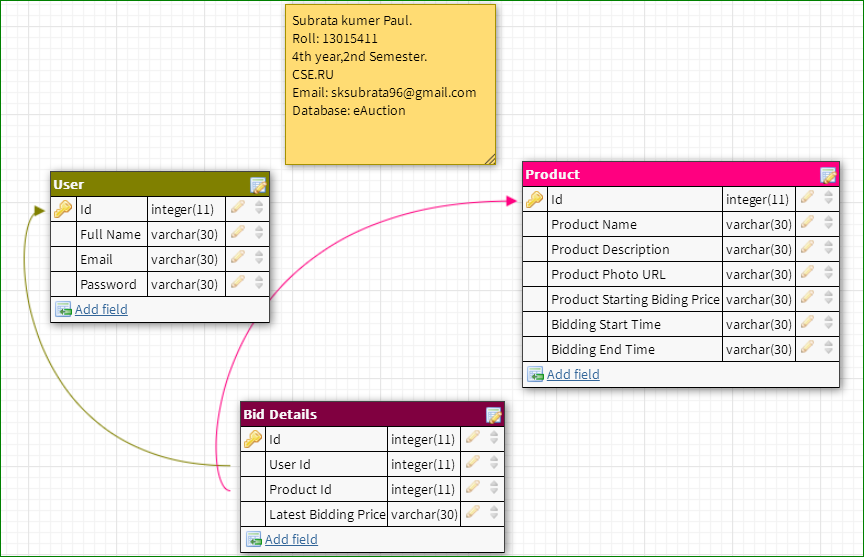 Subrata kumer Paul.
Roll: 13015411
4th year,2nd Semester.
CSE.RU
Email: sksubrata96@gmail.com
Database: eAuction
User
Id integer(11)
Full Name varchar(30)
Email varchar(30)
Password varchar(30)
Add field
Product
Id integer(11)
Product Name varchar(30)
Product Description varchar(30)
Product Photo URL varchar(30)
Product Starting Biding Price varchar(30)
Bidding Start Time varchar(30)
Bidding End Time varchar(30)
Add field
Bid Details
Id integer(11)
User Id integer(11)
Product Id integer(11)
Latest Bidding Price varchar(30)
Add field